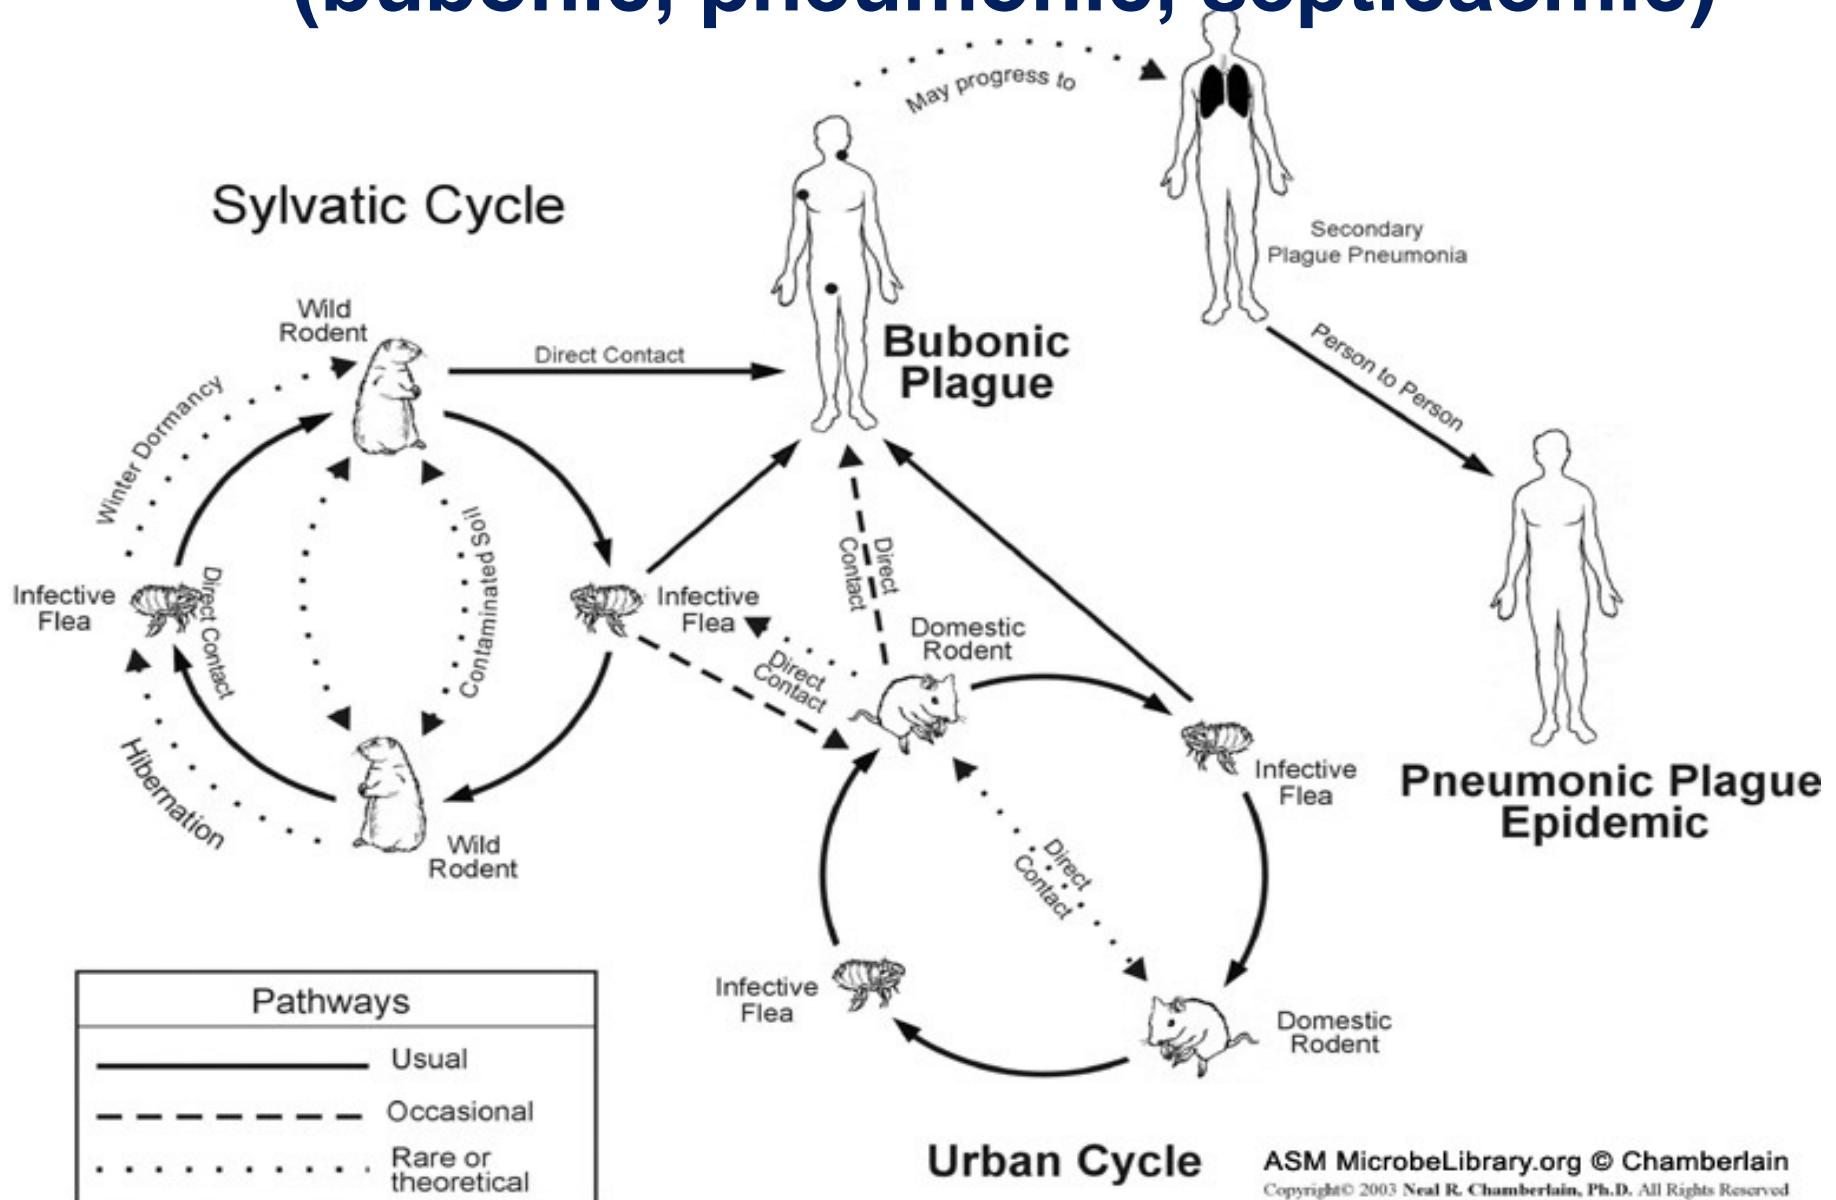 (bubonic, pneumonic, septicaemic)
May progress to
Sylvatic Cycle
Secondary
Plague Pneumonia
Wild
Rodent
Direct Contact
Bubonic
Plague
Person to Person
Winter Dormancy
Infective
Flea
Direct Contact
Contaminated Soil
Infective
Flea
Direct
Contact
Direct
Contact
Domestic
Rodent
Hibernation
Wild
Rodent
Infective
Flea
Pneumonic Plague
Epidemic
Direct
Contact
Infective
Flea
Domestic
Rodent
Pathways
Usual
Occasional
Rare or
theoretical
Urban Cycle
ASM MicrobeLibrary.org © Chamberlain
Copyright© 2003 Neal R. Chamberlain, Ph.D. All Rights Reserved